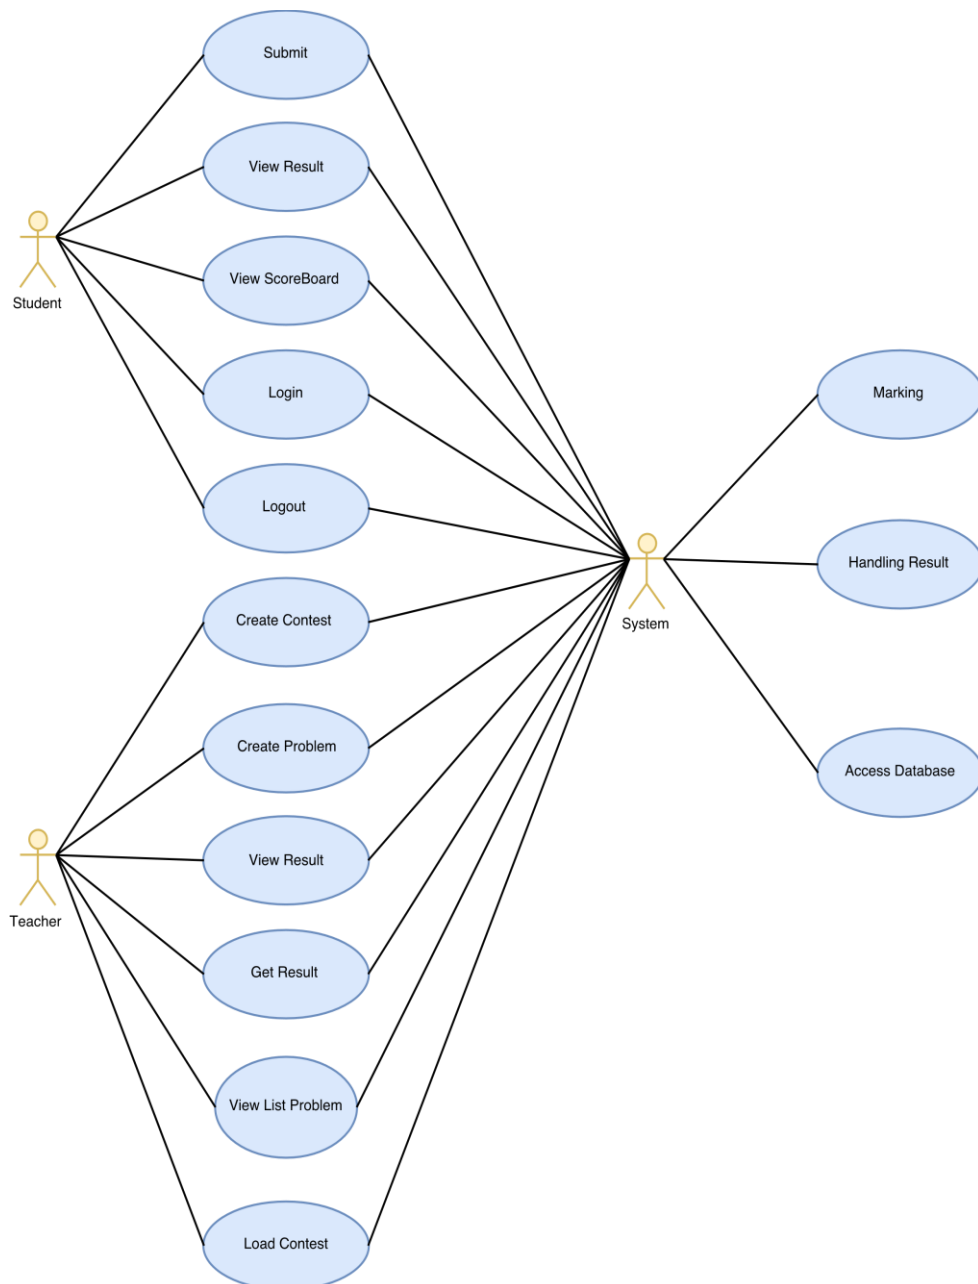 Submit
View Result
View ScoreBoard
Student
Login
Logout
Create Contest
Create Problem
View Result
Teacher
Get Result
View List Problem
Load Contest
System
Marking
Handling Result
Access Database